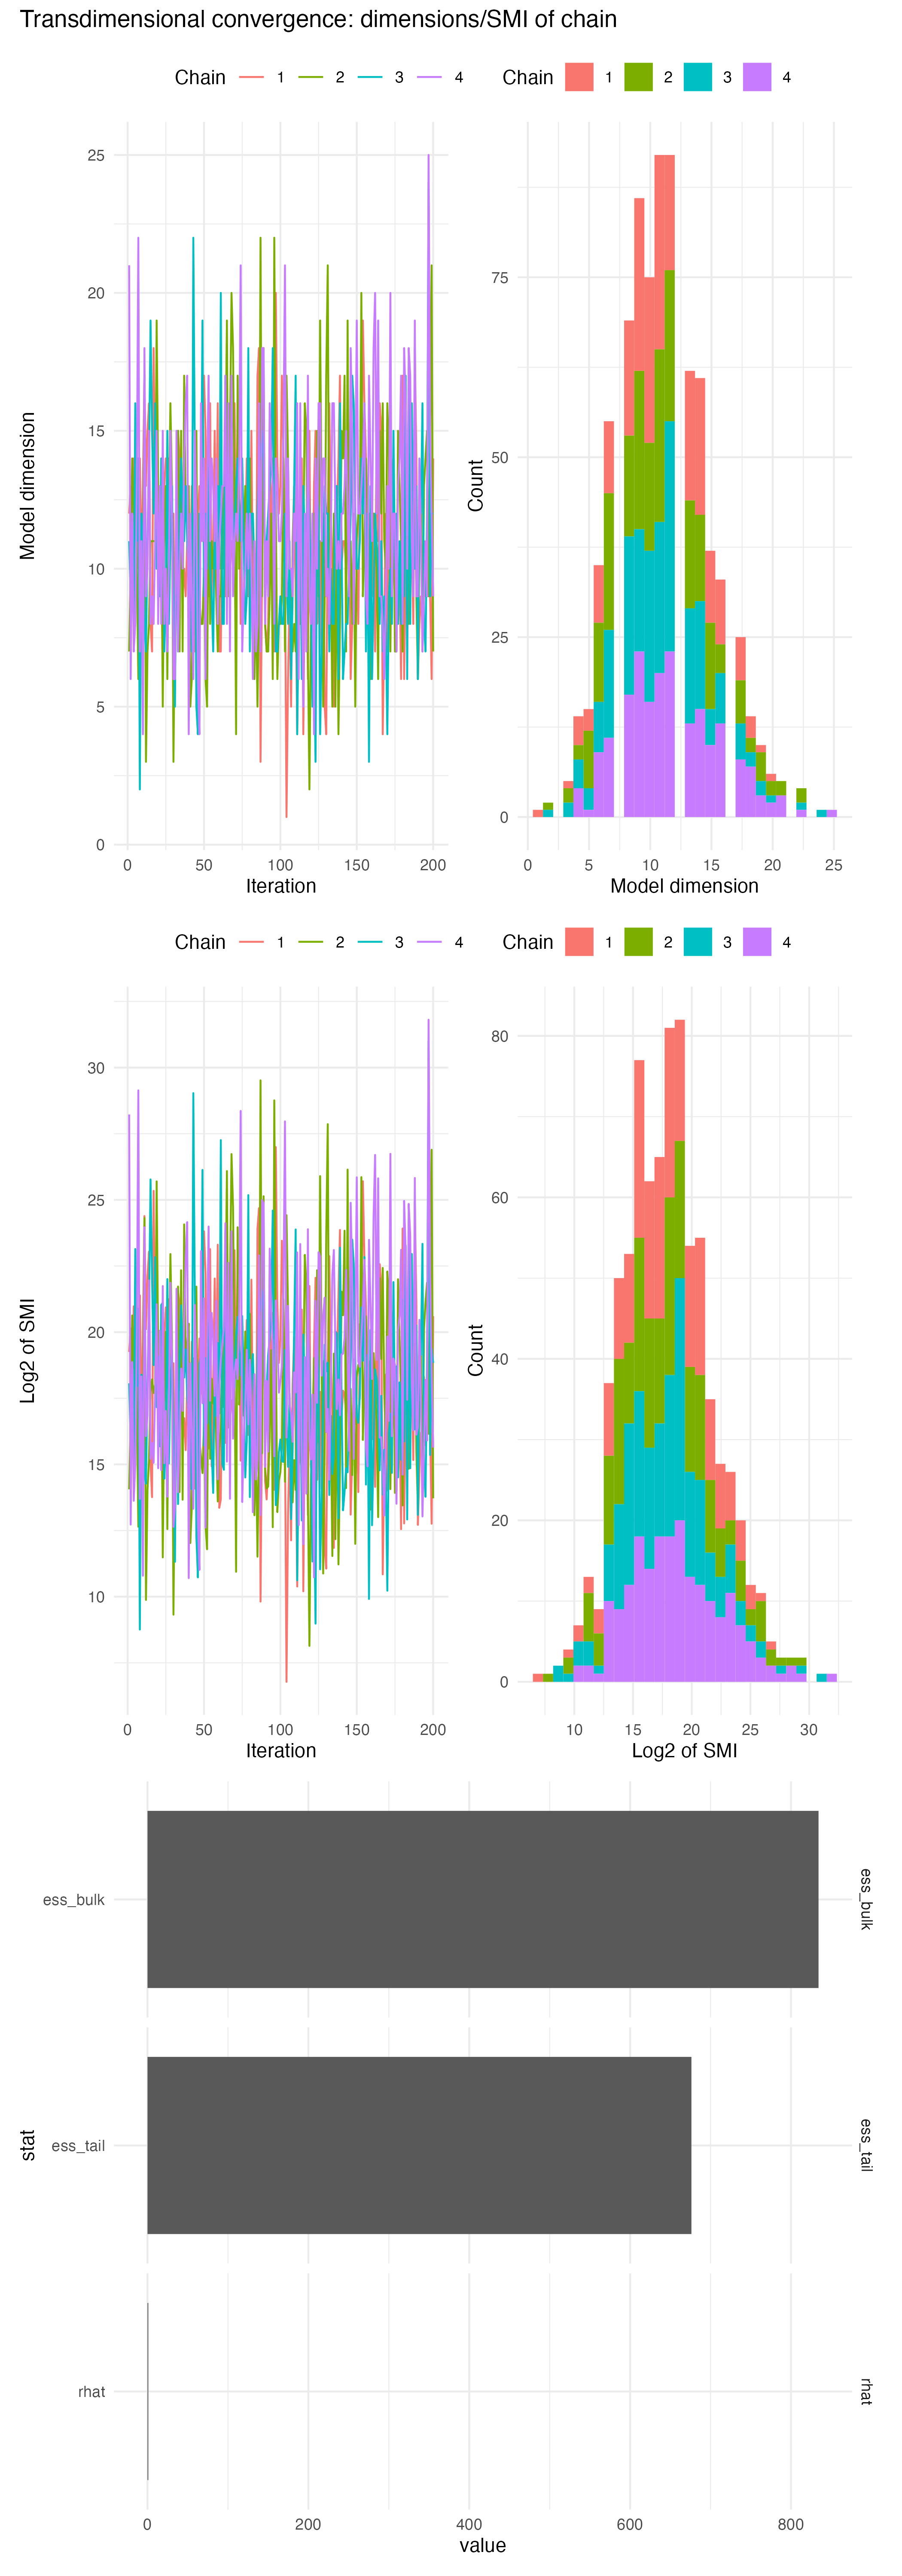 Transdimensional convergence: dimensions/SMI of chain
Chain 1 2 3 4
Chain 1 2 3 4
25
20
15
10
5
0
Model dimension
0 50 100 150 200
Iteration
75
50
25
0
Count
0 5 10 15 20 25
Model dimension
Chain 1 2 3 4
Chain 1 2 3 4
30
25
20
15
10
Log2 of SMI
0 50 100 150 200
Iteration
80
60
40
20
0
Count
10 15 20 25 30
Log2 of SMI
ess_bulk
ess_bulk
stat
ess_tail
ess_tail
rhat
rhat
0 200 400 600 800
value